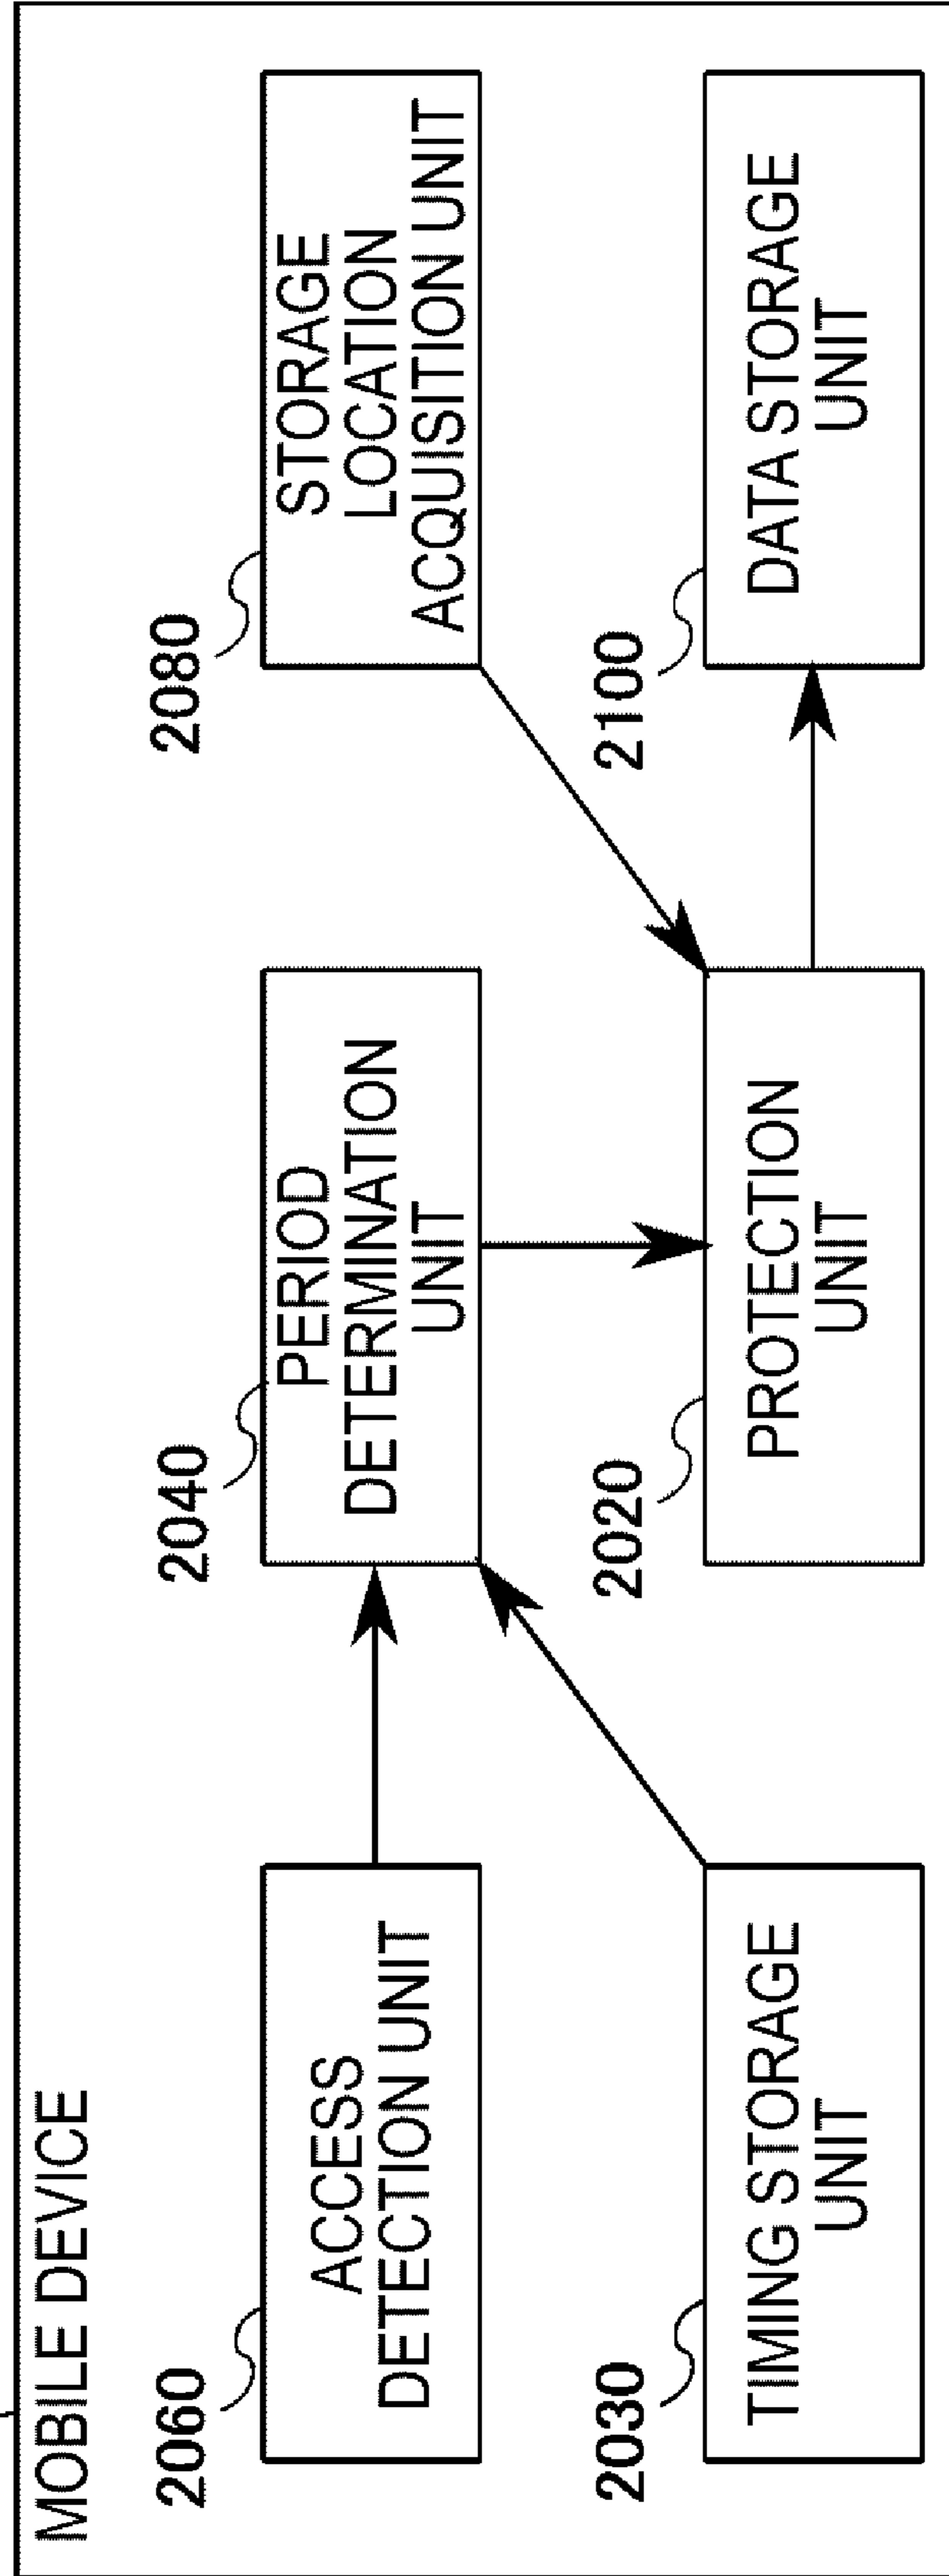 MOBILE DEVICE
2060
ACCESS
DETECTION UNIT
2040
PERIOD
DETERMINATION
UNIT
2080
STORAGE
LOCATION
ACQUISITION UNIT
2030
TIMING STORAGE
UNIT
2020
PROTECTION
UNIT
2100
DATA STORAGE
UNIT